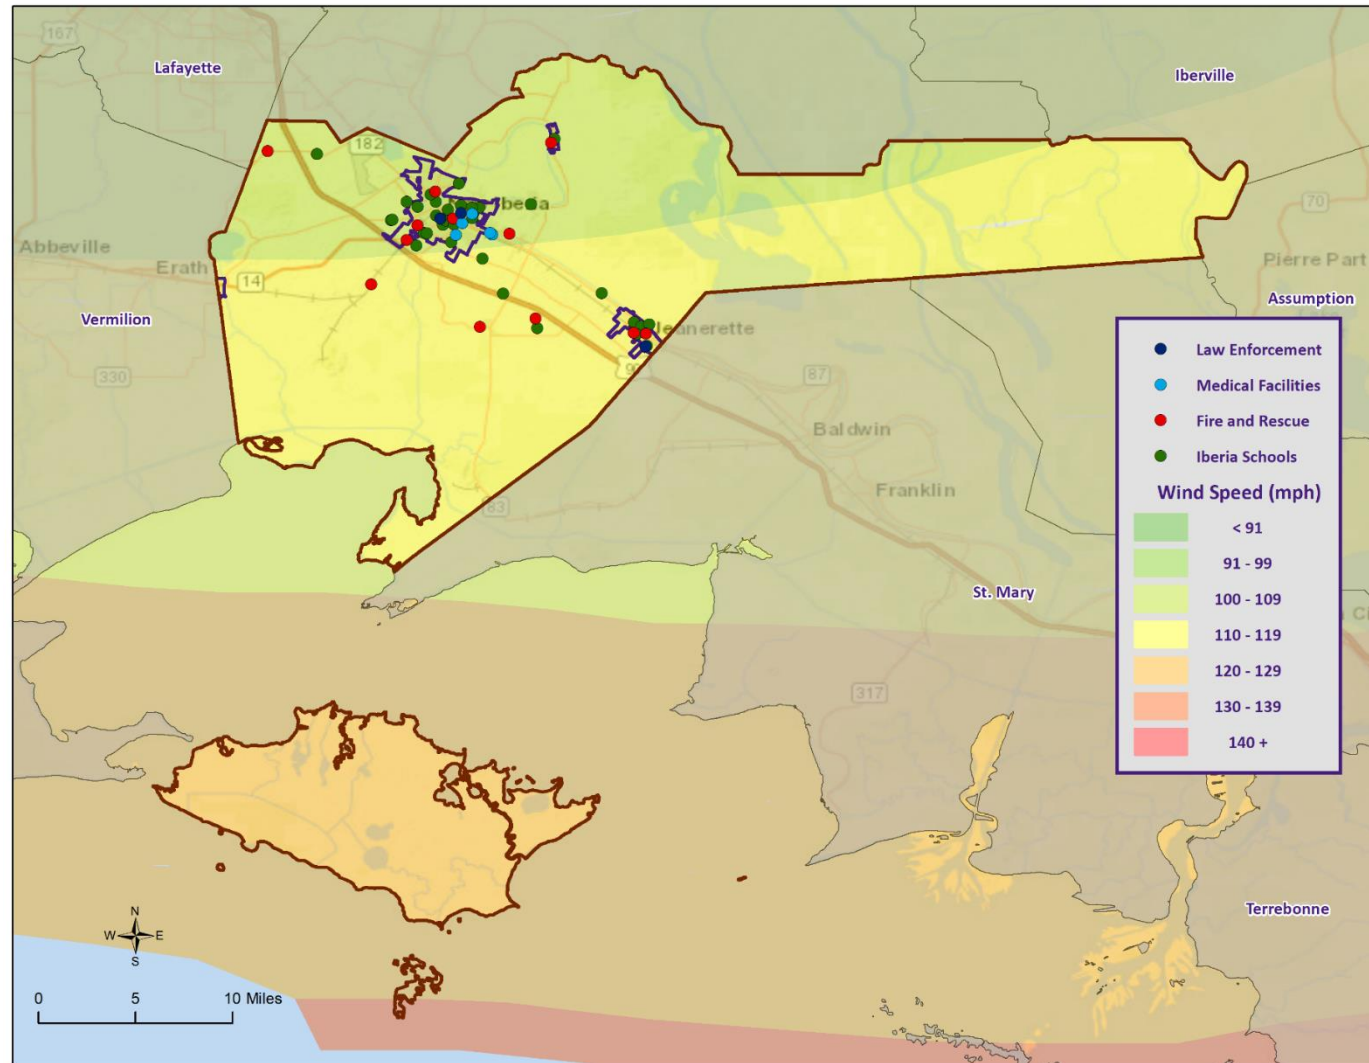 167
Lafayette
Iberville
182
Iberia
70
Abbeville
Erath
14
Pierre Part
Assumption
Vermilion
Jeanerette
330
87
Baldwin
Franklin
83
St. Mary
317
Terrebonne
Law Enforcement
Medical Facilities
Fire and Rescue
Iberia Schools
Wind Speed (mph)
< 91
91 - 99
100 - 109
110 - 119
120 - 129
130 - 139
140 +
N
W E
S
0 5 10 Miles